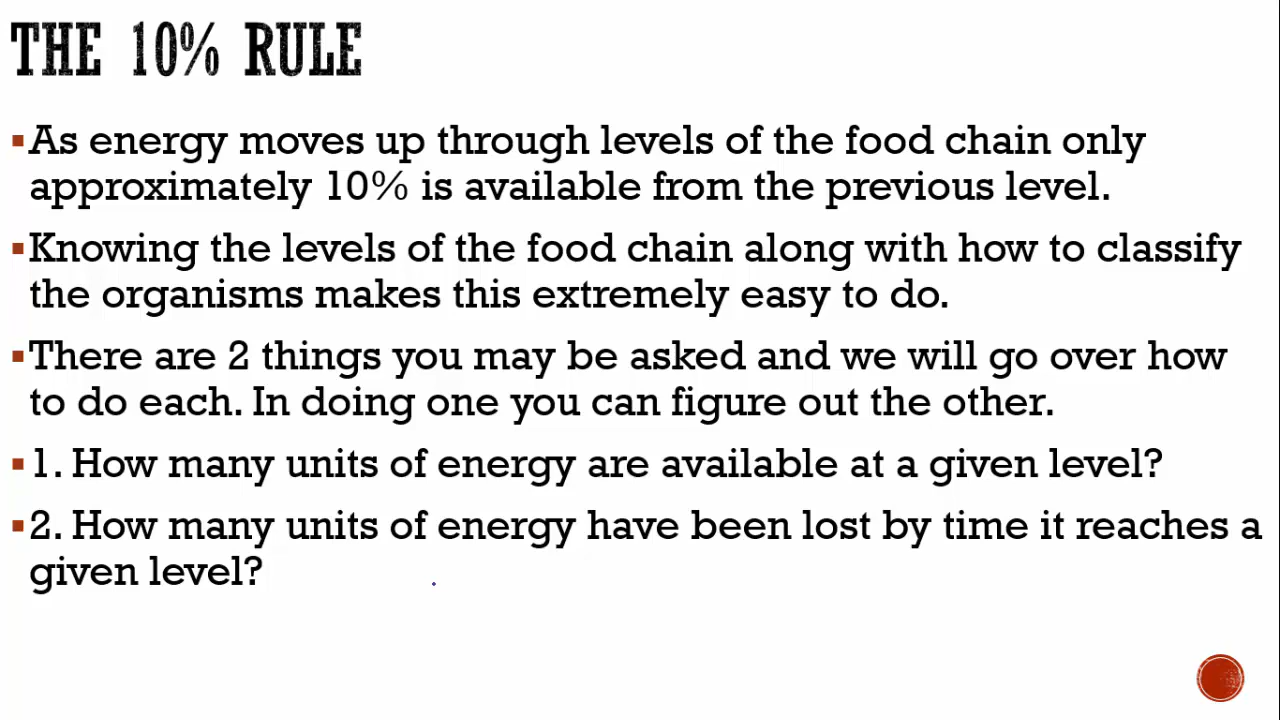 THE 10% RULE
As energy moves up through levels of the food chain only
approximately 10% is available from the previous level.
Knowing the levels of the food chain along with how to classify
the organisms makes this extremely easy to do.
There are 2 things you may be asked and we will go over how
to do each. In doing one you can figure out the other.
1. How many units of energy are available at a given level?
2. How many units of energy have been lost by time it reaches a
given level?